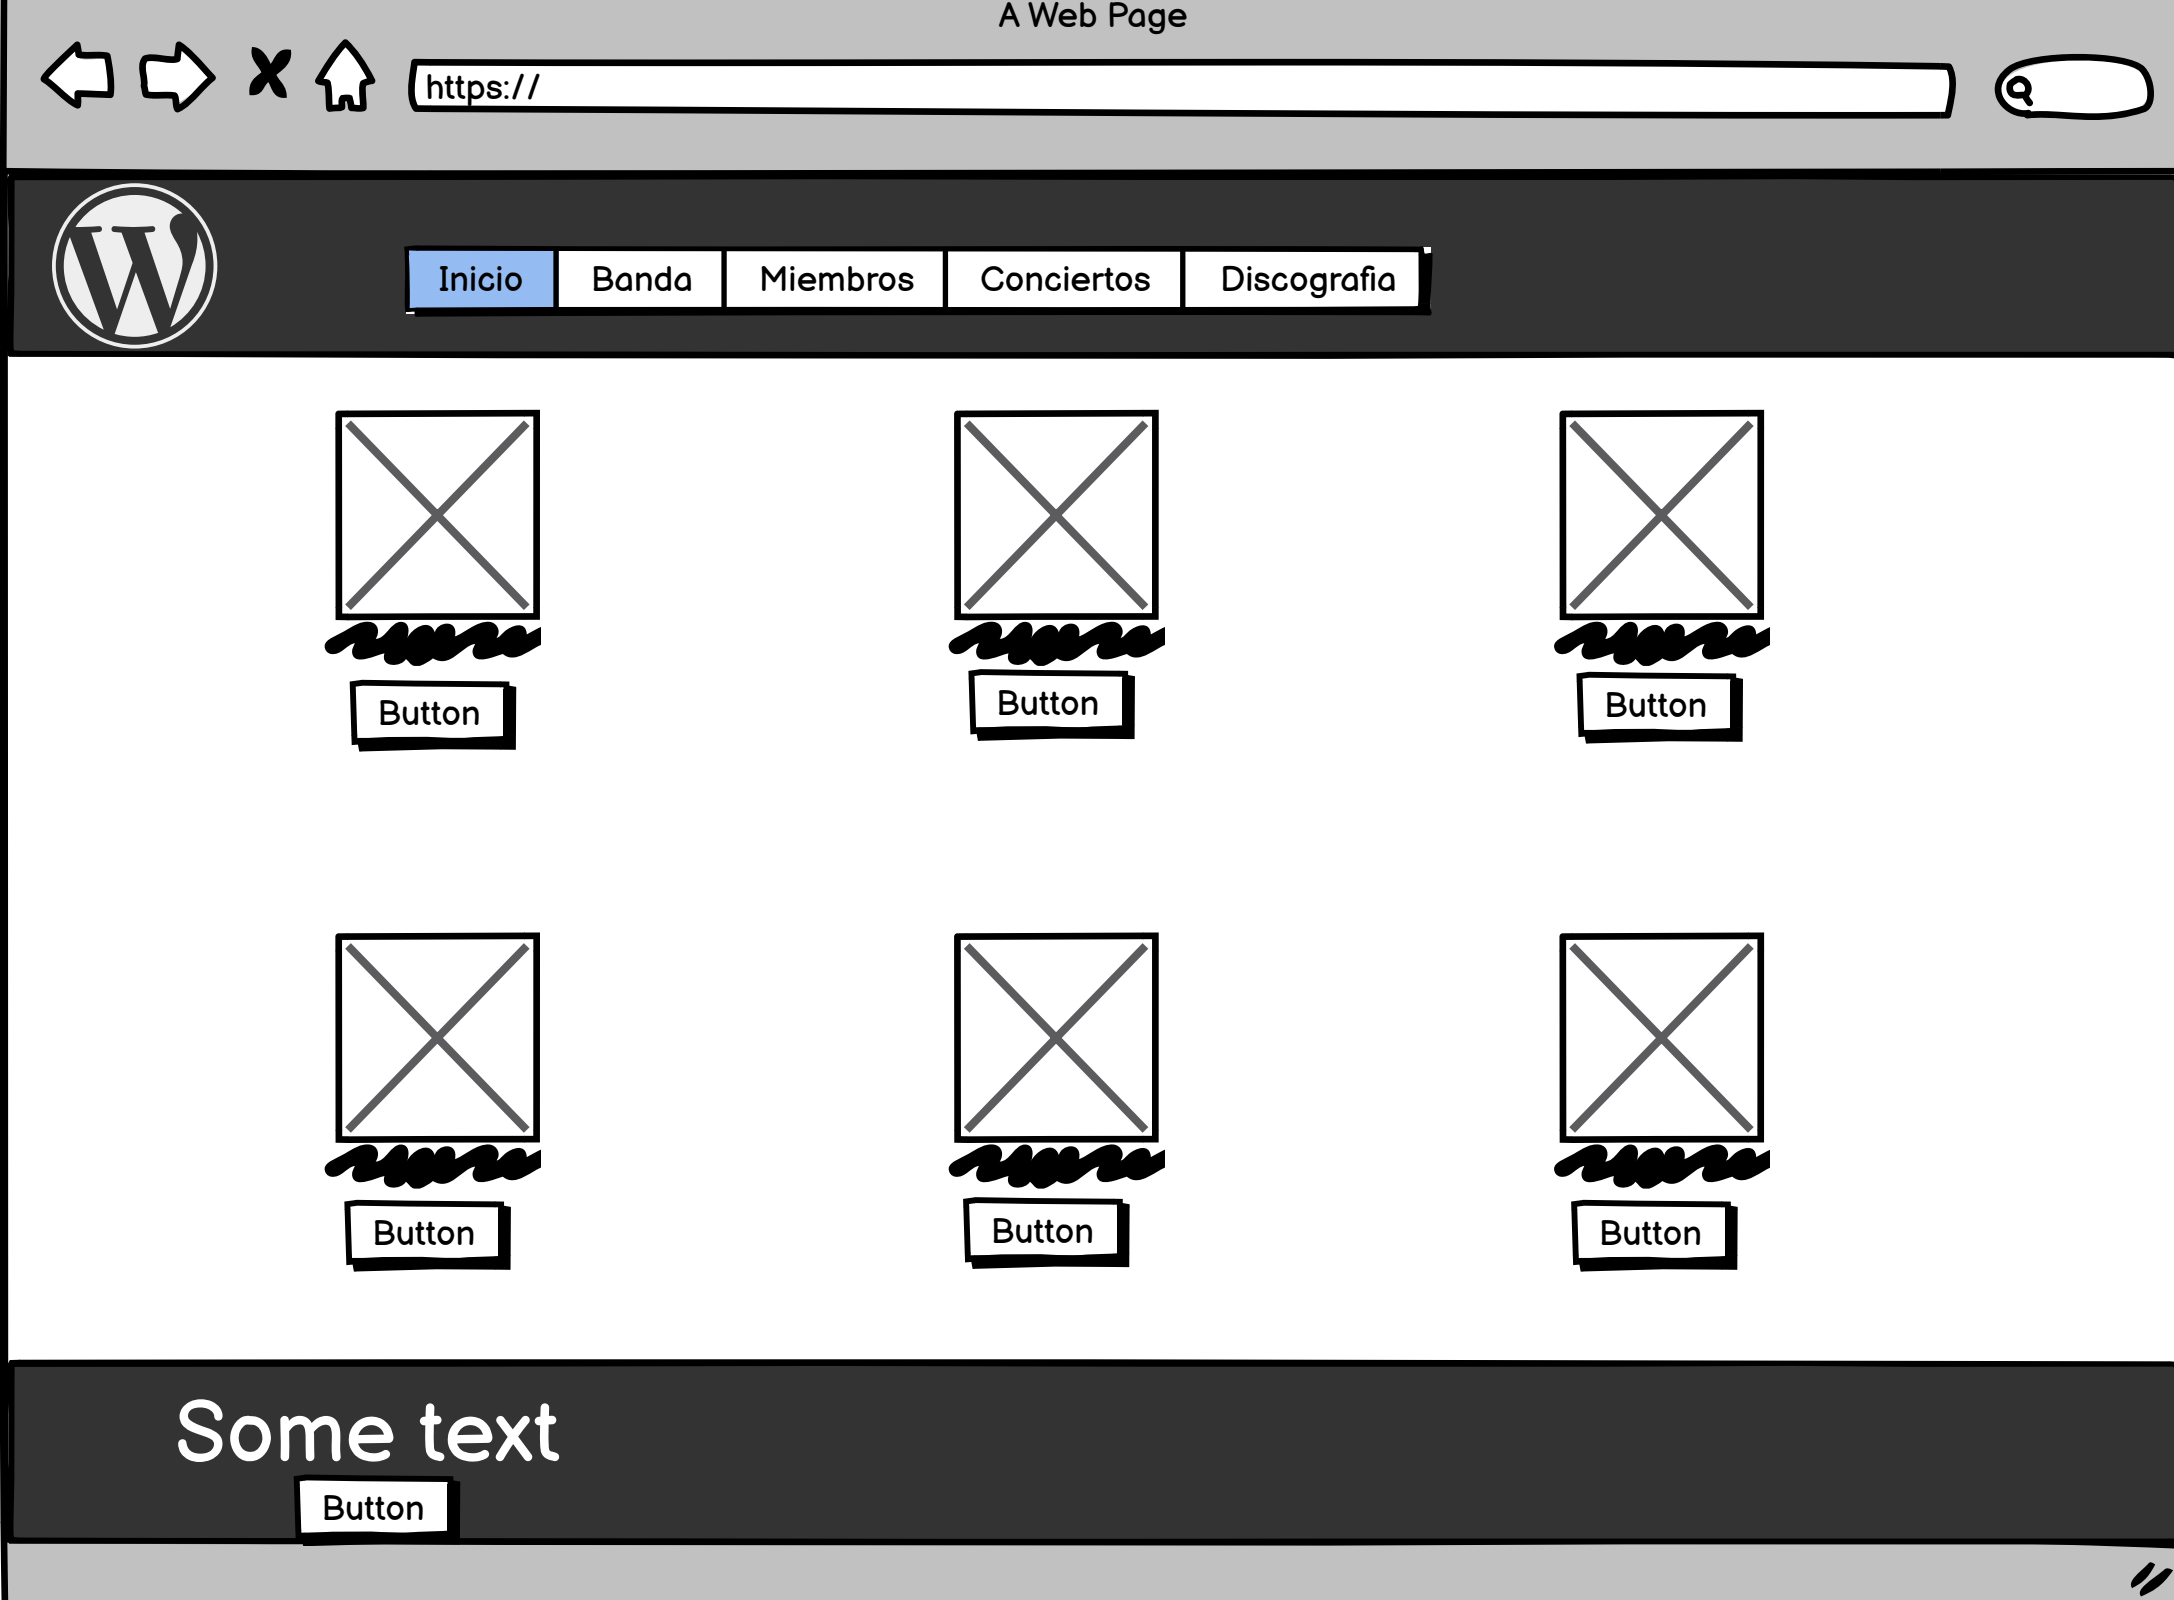 A Web Page
https://
Inicio Banda Miembros Conciertos Discografia
Button Button Button
Button Button Button
Some text
Button